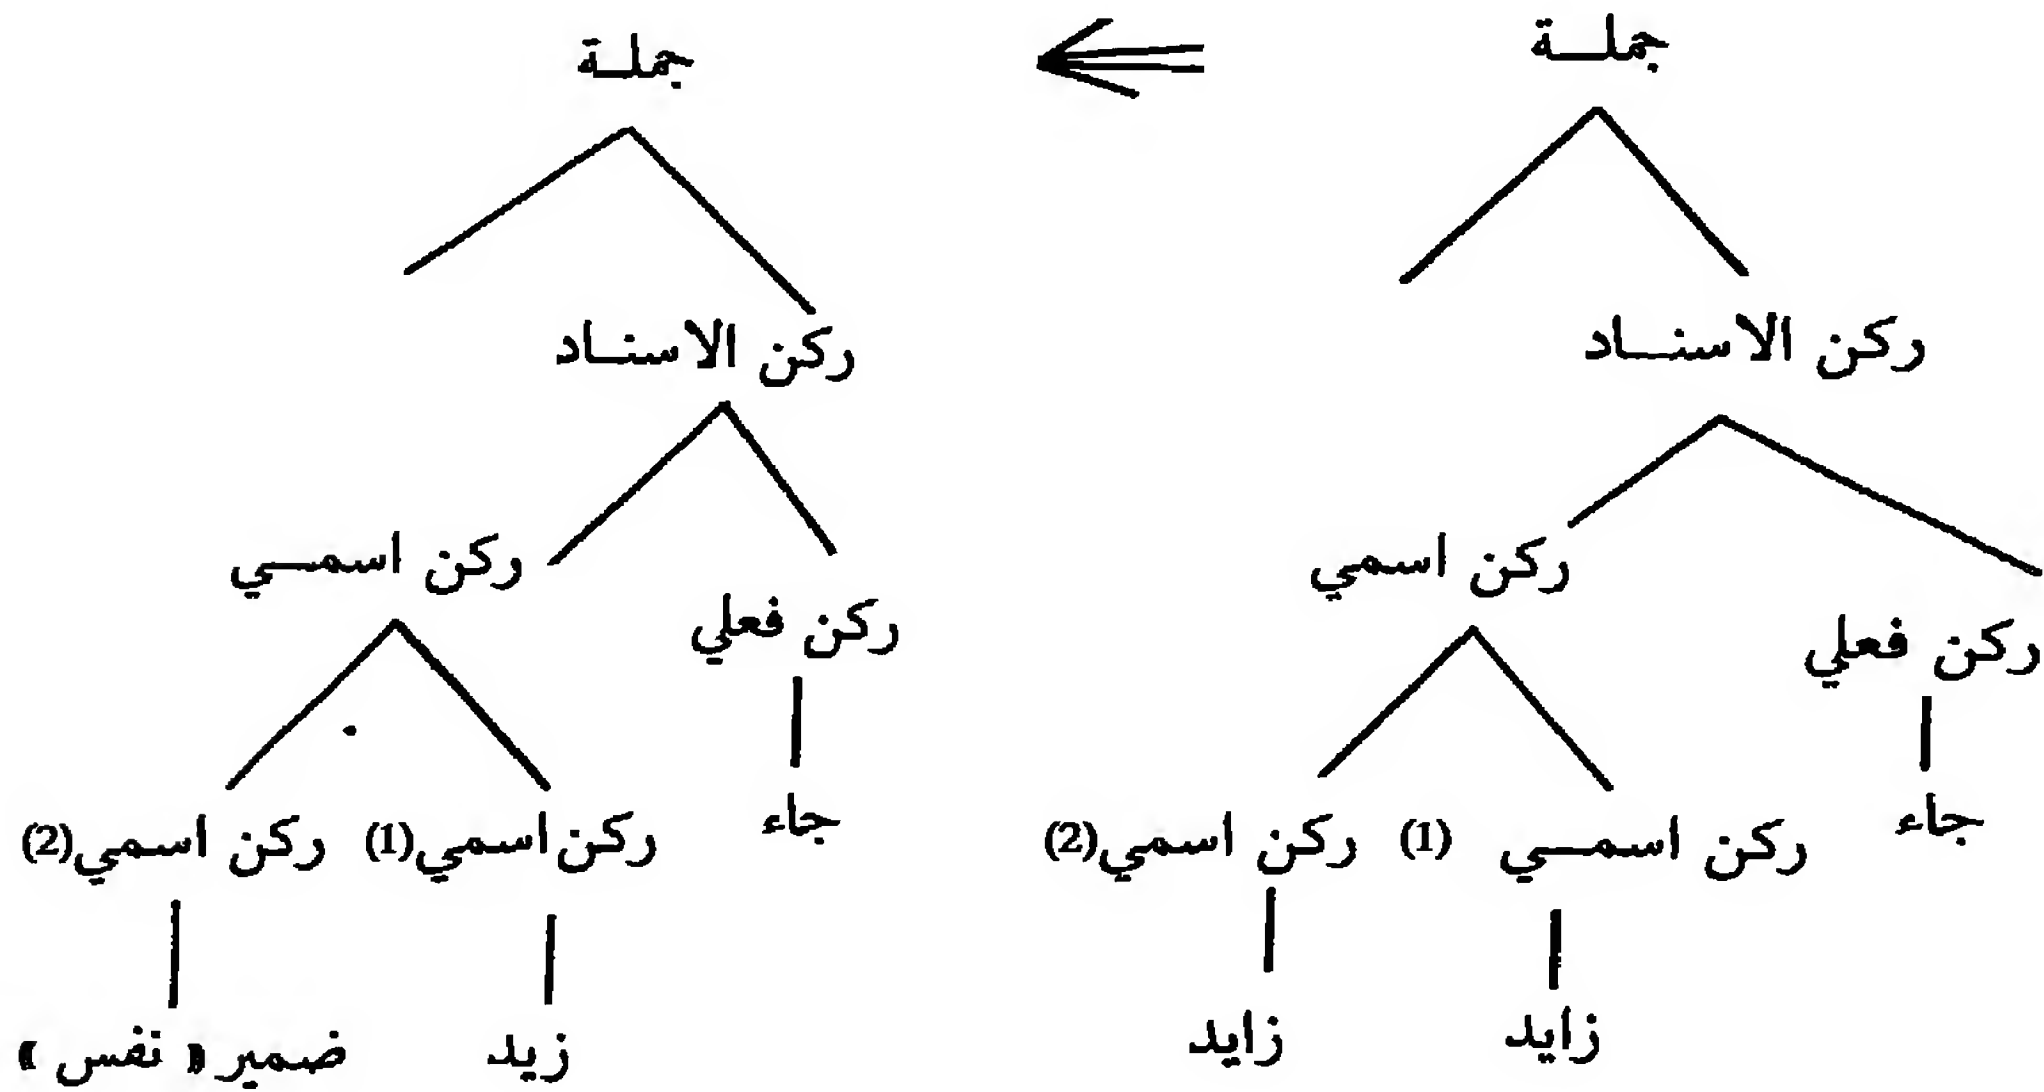 جملة جملة
ركن الاسناد ركن الاسناد
ركن اسمي ركن اسمي
ركن فعلي ركن فعلي
جاء جاء
ركن اسمي (1) ركن اسمي(2) ركن اسمي(1) ركن اسمي(2)
زايد زايد زيد ضمير « نفس »